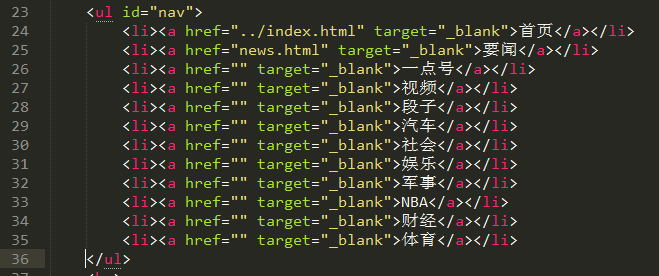 23 <ul id="nav">
24 <li><a href="../index.html" target="_blank">首页</a></li>
25 <li><a href="news.html" target="_blank">要闻</a></li>
26 <li><a href="" target="_blank">一点号</a></li>
27 <li><a href="" target="_blank">视频</a></li>
28 <li><a href="" target="_blank">段子</a></li>
29 <li><a href="" target="_blank">汽车</a></li>
30 <li><a href="" target="_blank">社会</a></li>
31 <li><a href="" target="_blank">娱乐</a></li>
32 <li><a href="" target="_blank">军事</a></li>
33 <li><a href="" target="_blank">NBA</a></li>
34 <li><a href="" target="_blank">财经</a></li>
35 <li><a href="" target="_blank">体育</a></li>
36 </ul>